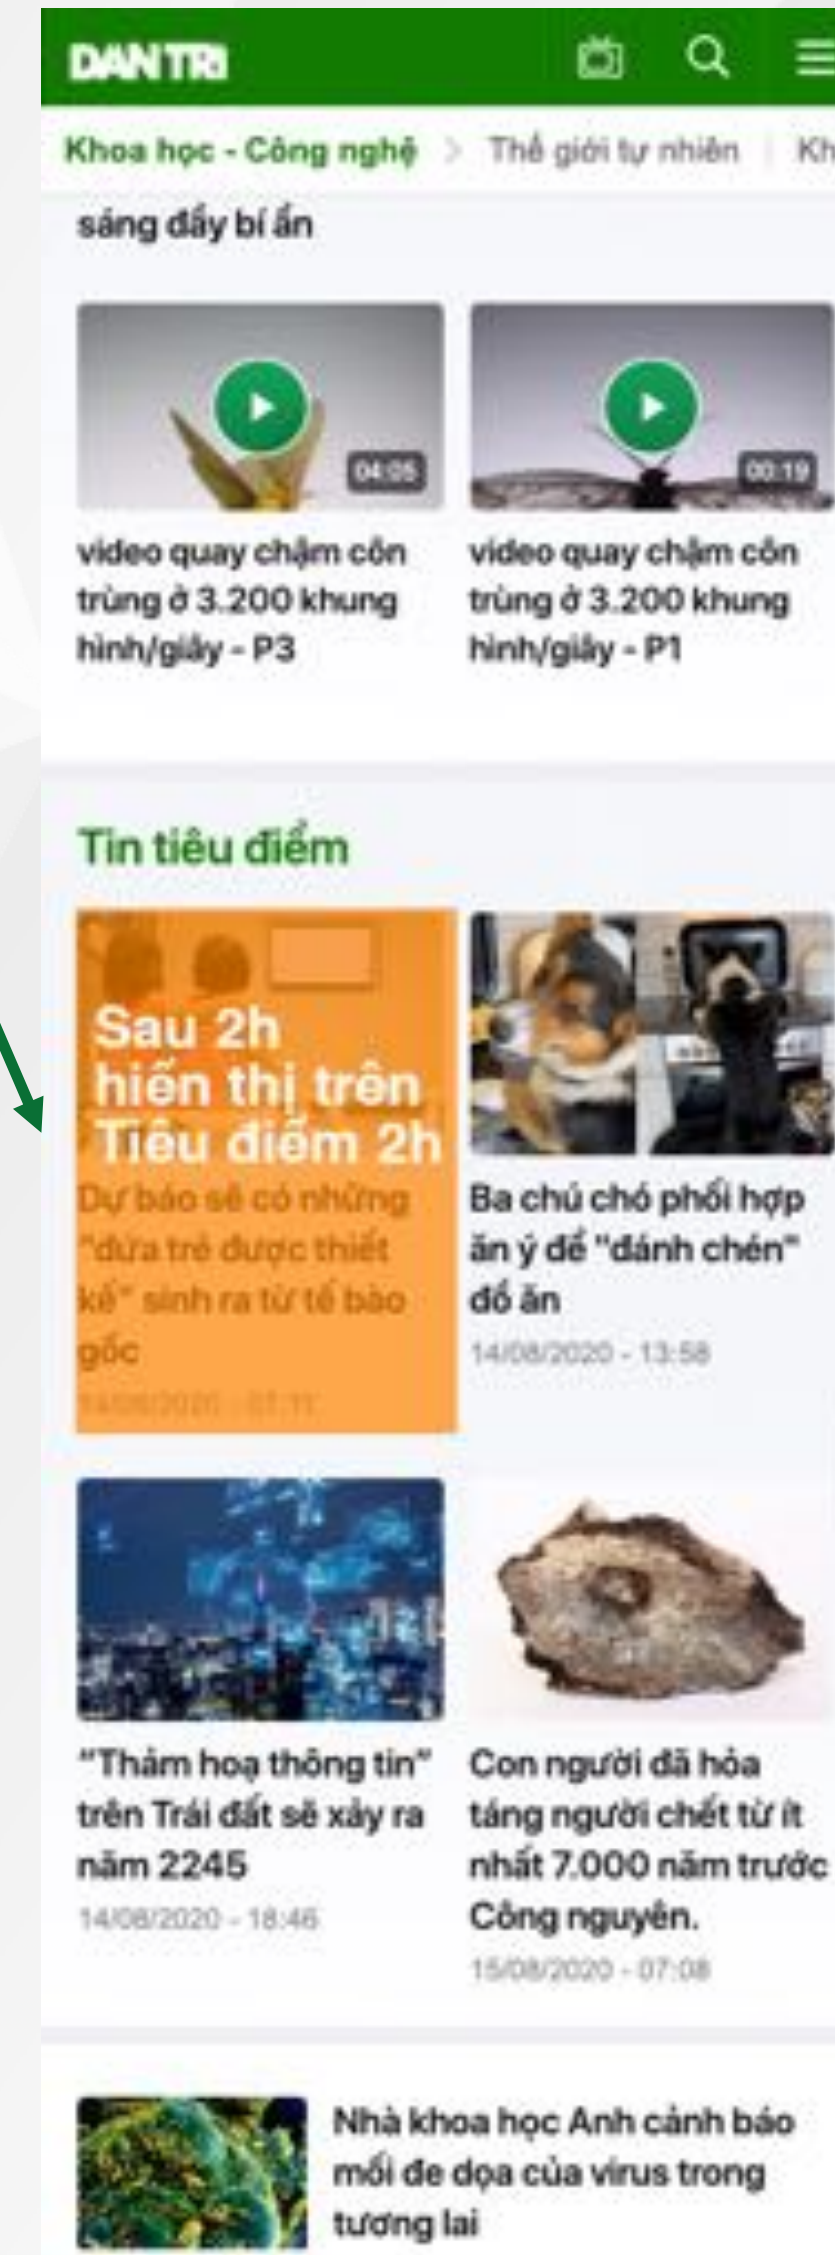 DANTRI
Khoa học - Công nghệ > Thế giới tự nhiên | Kh
sáng đầy bí ẩn
04:05
00:19
video quay chậm côn
trùng ở 3.200 khung
hình/giây - P3
video quay chậm côn
trùng ở 3.200 khung
hình/giây - P1
Tin tiêu điểm
Sau 2h
hiển thị trên
Tiêu điểm 2h
Dự báo sẽ có những
"đứa trẻ được thiết
kế" sinh ra từ tế bào
gốc
Ba chú chó phối hợp
ăn ý để "đánh chén"
đồ ăn
14/08/2020 - 13:58
"Thảm hoạ thông tin"
trên Trái đất sẽ xảy ra
năm 2245
14/08/2020 - 18:46
Con người đã hỏa
táng người chết từ ít
nhất 7.000 năm trước
Công nguyên.
15/08/2020 - 07:08
Nhà khoa học Anh cảnh báo
mối đe dọa của virus trong
tương lai